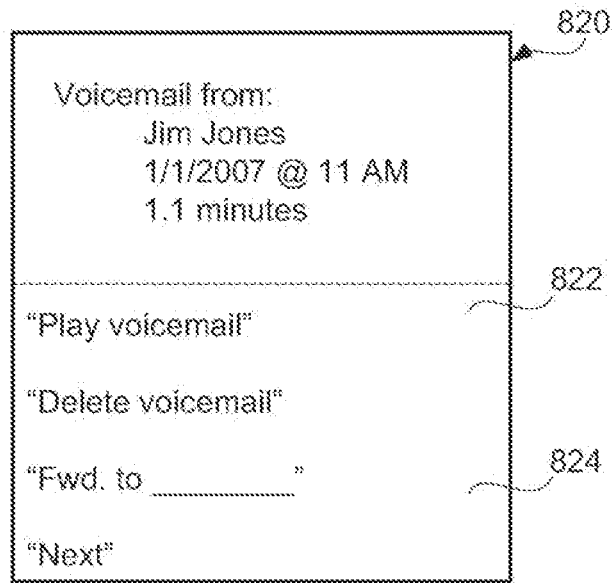 820
Voicemail from:
Jim Jones
1/1/2007 @ 11 AM
1.1 minutes
822
“Play voicemail”
“Delete voicemail”
824
“Fwd. to __________”
“Next”